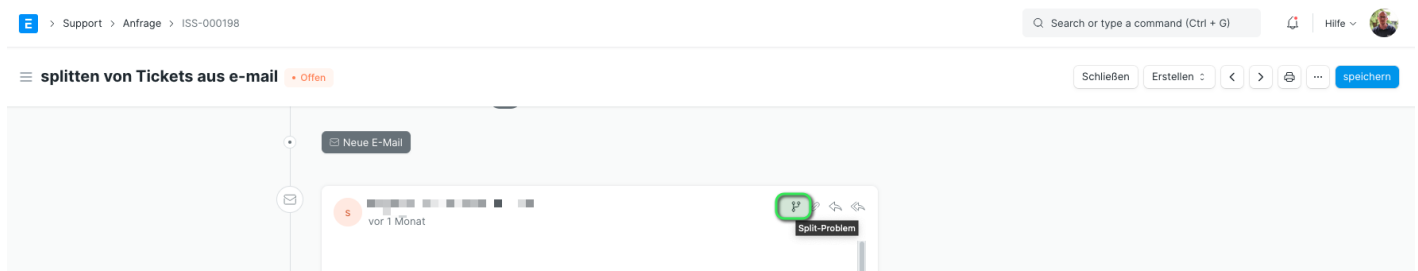 E > Support > Anfrage > ISS-000198 Search or type a command (Ctrl + G) Hilfe
splitten von Tickets aus e-mail • Offen Schließen Erstellen ... speichern
Neue E-Mail
s
vor 1 Monat
Split-Problem